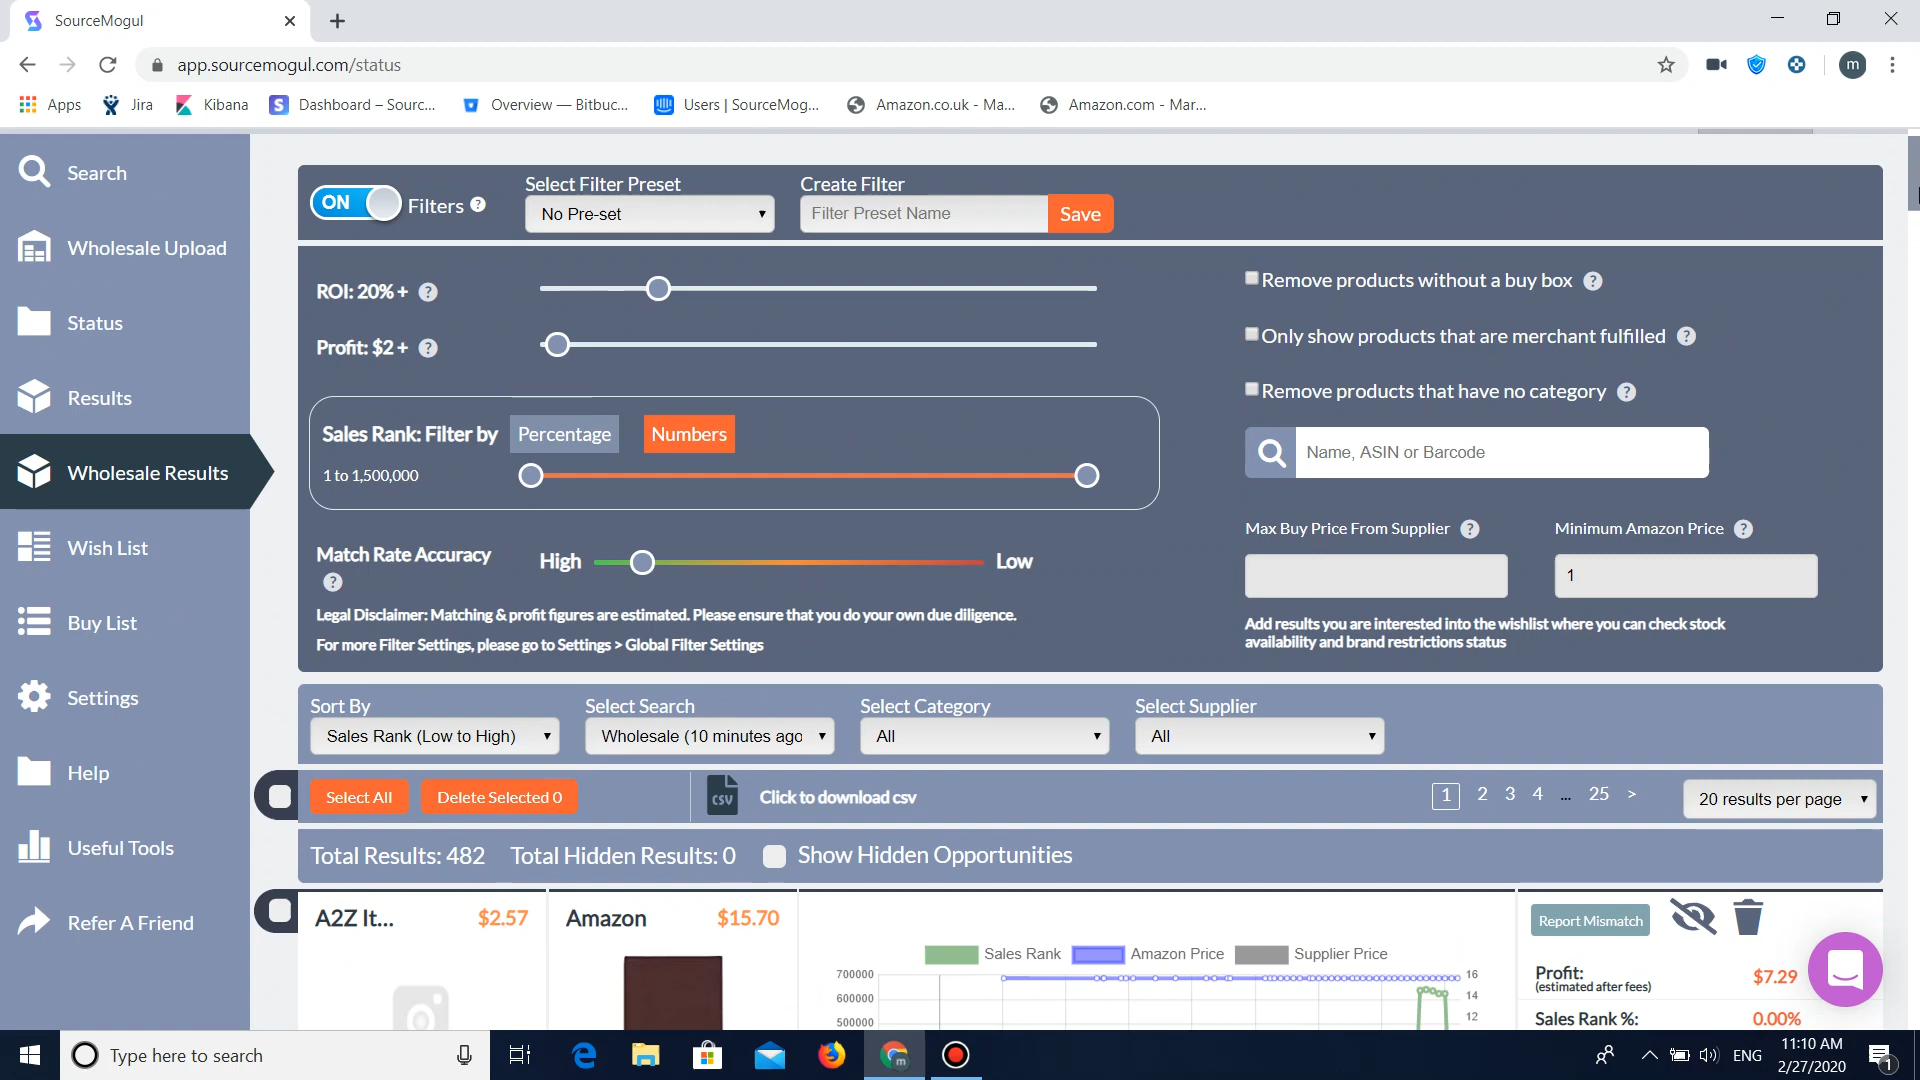 SourceMogul
app.sourcemogul.com/status
m
Apps
Jira
Kibana
Dashboard – Sourc...
Overview — Bitbuc...
Users | SourceMog...
Amazon.co.uk - Ma...
Amazon.com - Mar...
Search
Wholesale Upload
Status
Results
Wholesale Results
Wish List
Buy List
Settings
Help
Useful Tools
Refer A Friend
ON
Filters ?
Select Filter Preset
No Pre-set
Create Filter
Filter Preset Name
Save
ROI: 20% + ?
Profit: $2 + ?
Sales Rank: Filter by
Percentage
Numbers
1 to 1,500,000
Match Rate Accuracy
?
High
Low
Legal Disclaimer: Matching & profit figures are estimated. Please ensure that you do your own due diligence.
For more Filter Settings, please go to Settings > Global Filter Settings
Remove products without a buy box ?
Only show products that are merchant fulfilled ?
Remove products that have no category ?
Name, ASIN or Barcode
Max Buy Price From Supplier ?
Minimum Amazon Price ?
1
Add results you are interested into the wishlist where you can check stock
availability and brand restrictions status
Sort By
Sales Rank (Low to High)
Select Search
Wholesale (10 minutes ago
Select Category
All
Select Supplier
All
Select All
Delete Selected 0
CSV
Click to download csv
1 2 3 4 ... 25 >
20 results per page
Total Results: 482
Total Hidden Results: 0
Show Hidden Opportunities
A2Z It...
$2.57
Amazon
$15.70
Sales Rank
Amazon Price
Supplier Price
700000
600000
500000
16
14
12
Report Mismatch
Profit:
(estimated after fees)
$7.29
Sales Rank %:
0.00%
Type here to search
m
ENG
11:10 AM
2/27/2020
1